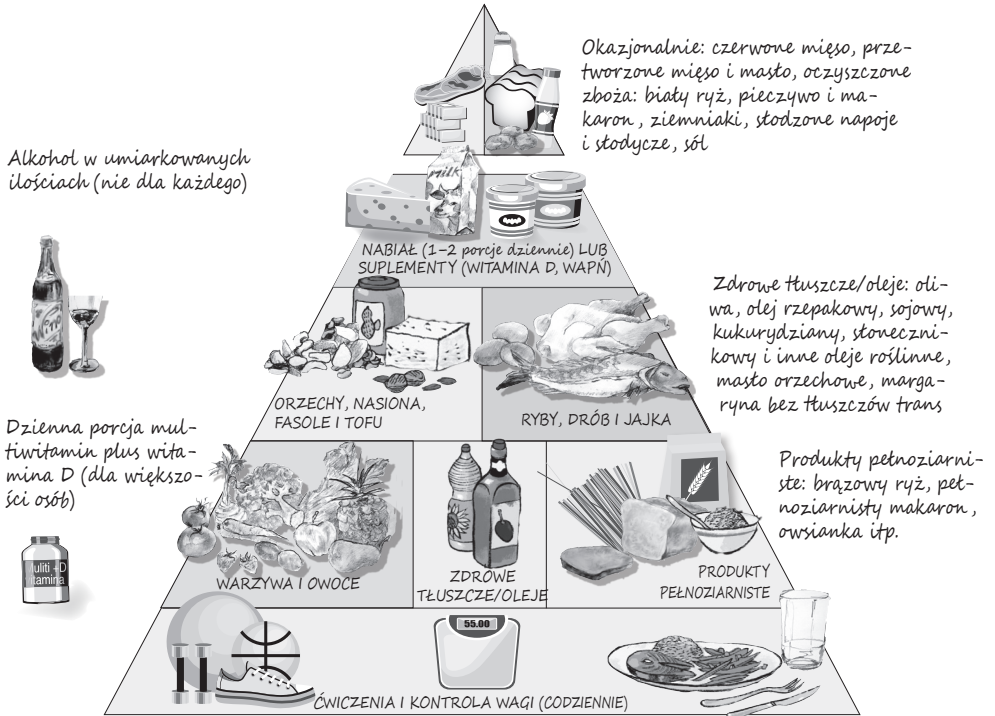 Okazjonalnie: czerwone mięso, prze-
tworzone mięso i masło, oczyszczone
zboża: biały ryż, pieczywo i ma-
karon, ziemniaki, słodzone napoje
i słodycze, sól
Alkohol w umiarkowanych
ilościach (nie dla każdego)
milk
NABIAŁ (1-2 porcje dziennie) LUB
SUPLEMENTY (WITAMINA D, WAPŃ)
Zdrowe tłuszcze/oleje: oli-
wa, olej rzepakowy, sojowy,
kukurydziany, słoneczni-
kowy i inne oleje roślinne,
masło orzechowe, marga-
ryna bez tłuszczów trans
ORZECHY, NASIONA,
FASOLE I TOFU
RYBY, DRÓB I JAJKA
Dzienna porcja mul-
tiwitamin plus wita-
mina D (dla większo-
ści osób)
Muliti +D
witamina
Produkty pełnoziarni-
ste: brązowy ryż, peł-
noziarnisty makaron,
owsianka itp.
WARZYWA I OWOCE
ZDROWE
TŁUSZCZE/OLEJE
PRODUKTY
PEŁNOZIARNISTE
55.00
ĆWICZENIA I KONTROLA WAGI (CODZIENNIE)